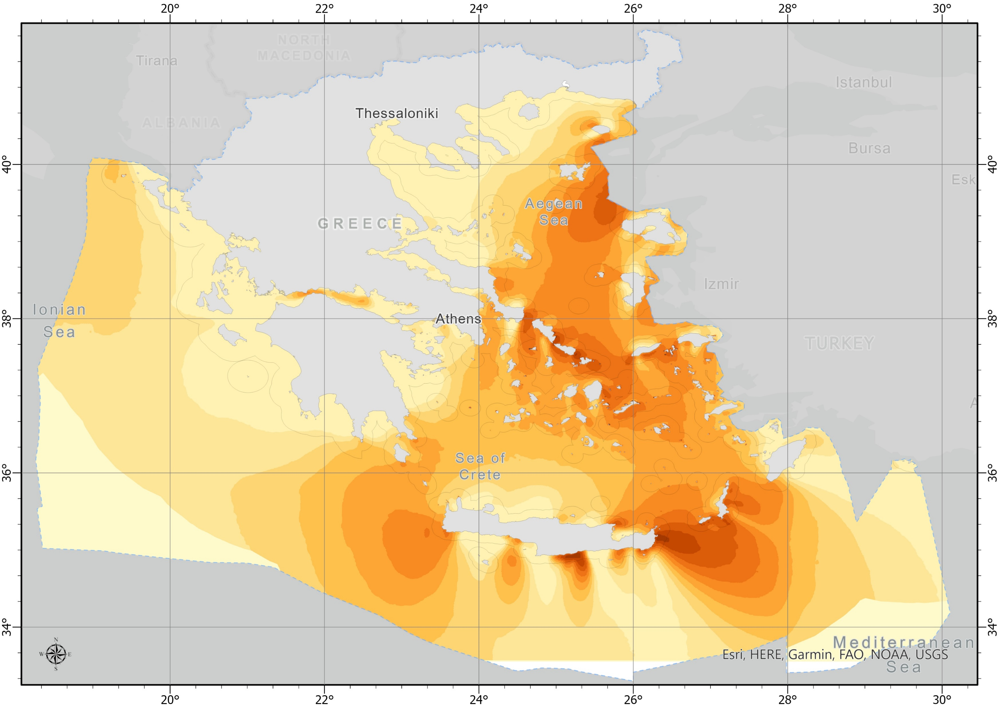 20° 22° 24° 26° 28° 30°
NORTH
MACEDONIA
Tirana
Istanbul
Thessaloniki
ALBANIA
Bursa
40° 40°
Esk
Aegean
Sea
GREECE
Izmir
Ionian
Sea
Athens
38° 38°
TURKEY
A
Sea of
Crete
36° 36°
34° 34°
Mediterranean
Sea
Esri, HERE, Garmin, FAO, NOAA, USGS
N
W E
S
20° 22° 24° 26° 28° 30°